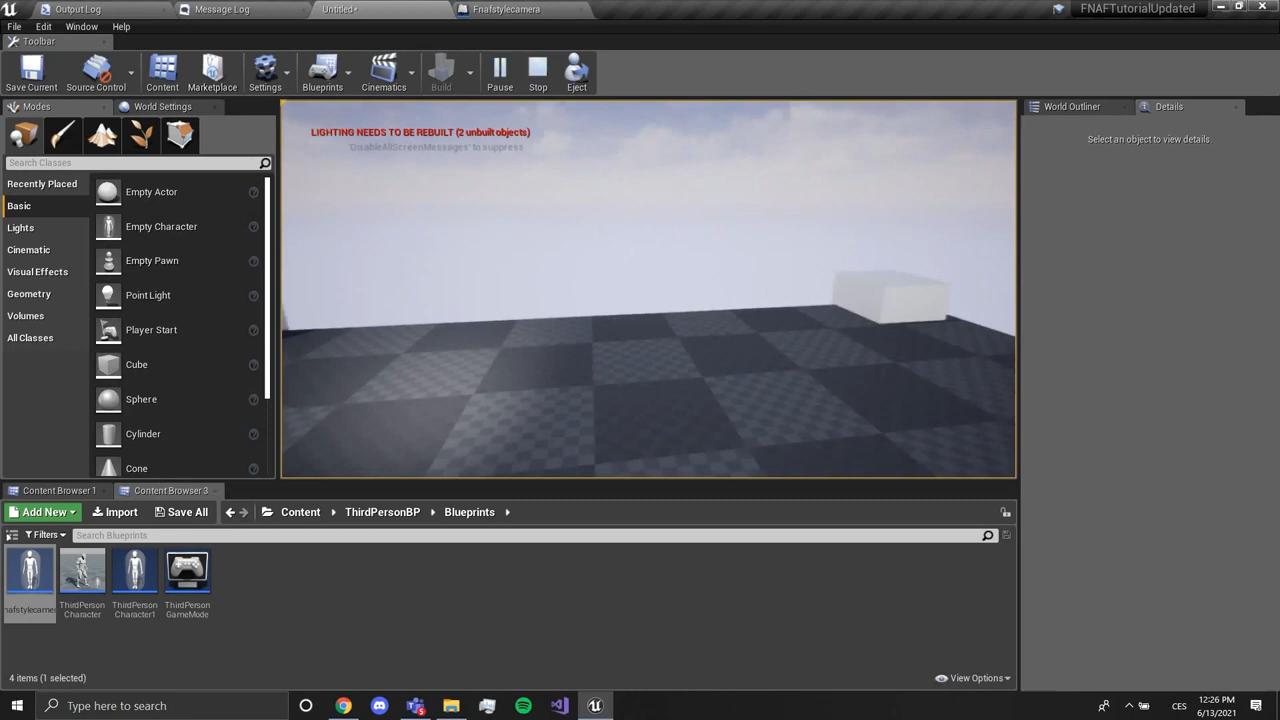 Output Log
Message Log
Untitled*
Fnafstylecamera
FNAFTutorialUpdated
File
Edit
Window
Help
Toolbar
Save Current
Source Control
Content
Marketplace
Settings
Blueprints
Cinematics
Build
Pause
Stop
Eject
Modes
World Settings
World Outliner
Details
Search Classes
Select an object to view details.
LIGHTING NEEDS TO BE REBUILT (2 unbuilt objects)
'DisableAllScreenMessages' to suppress
Recently Placed
Basic
Lights
Cinematic
Visual Effects
Geometry
Volumes
All Classes
Empty Actor
Empty Character
Empty Pawn
Point Light
Player Start
Cube
Sphere
Cylinder
Cone
Content Browser 1
Content Browser 3
Add New
Import
Save All
Content
ThirdPersonBP
Blueprints
Filters
Search Blueprints
nafstylecamer
ThirdPerson
Character
ThirdPerson
Character1
ThirdPerson
GameMode
4 items (1 selected)
View Options
Type here to search
CES
12:26 PM
6/13/2021